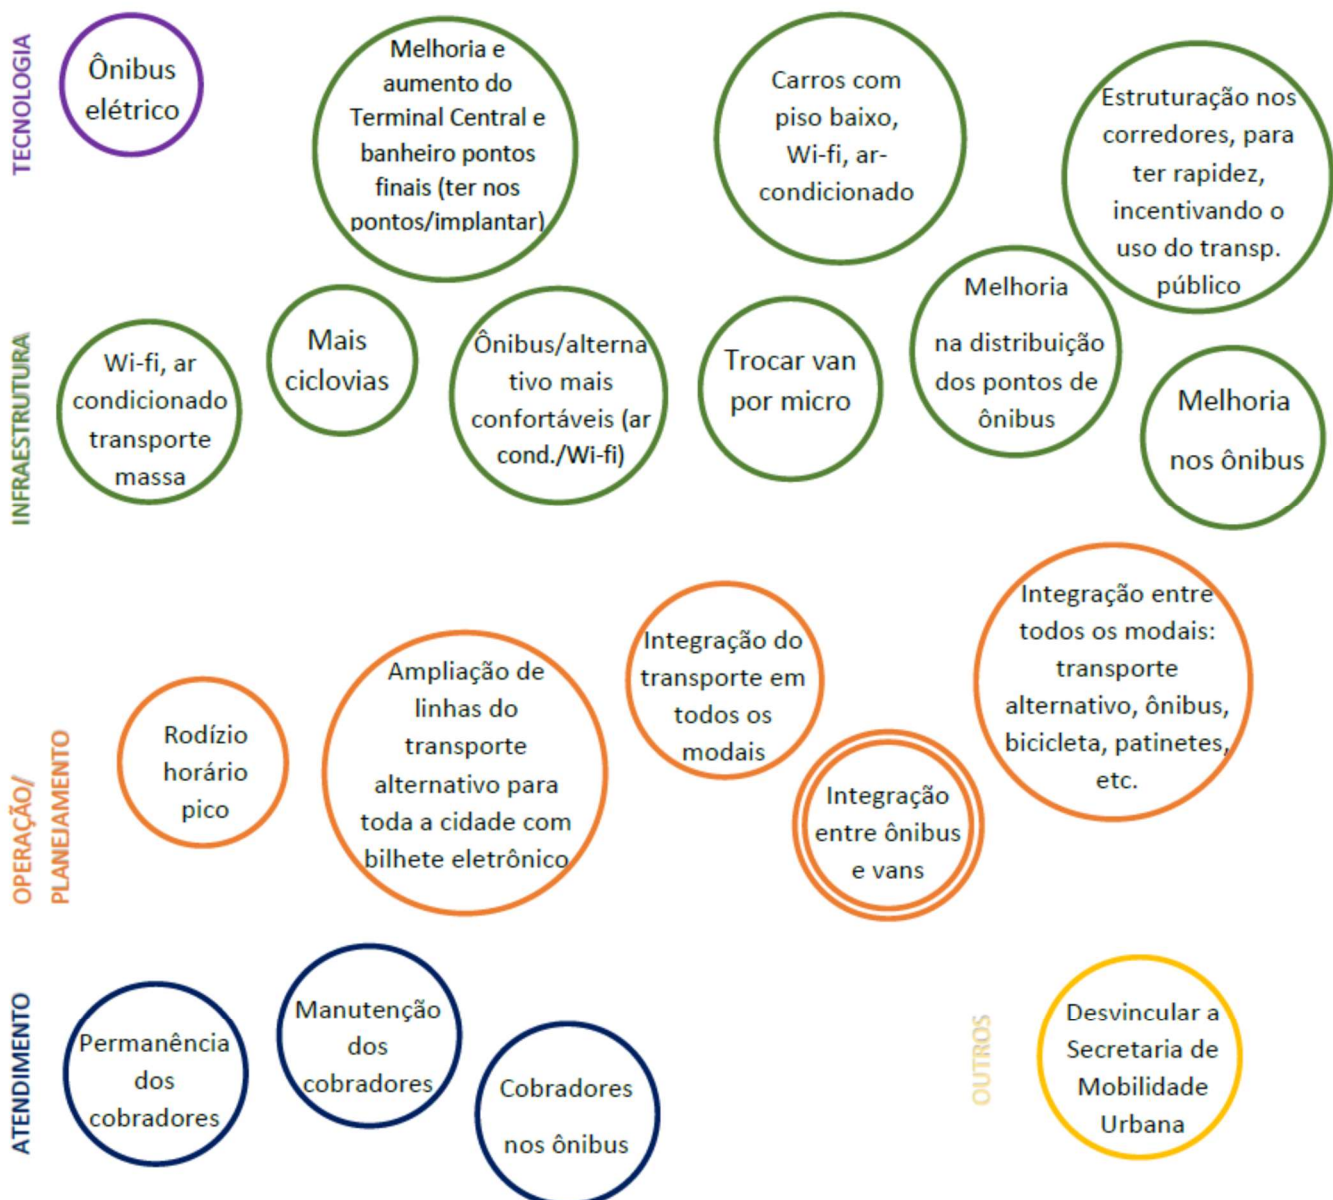 TECNOLOGIA
Ônibus
elétrico
Melhoria e
aumento do
Terminal Central e
banheiro pontos
finais (ter nos
pontos/implantar)
Carros com
piso baixo,
Wi-fi, ar-
condicionado
Estruturação nos
corredores, para
ter rapidez,
incentivando o
uso do transp.
público
INFRAESTRUTURA
Wi-fi, ar
condicionado
transporte
massa
Mais
ciclovias
Ônibus/alterna
tivo mais
confortáveis (ar
cond./Wi-fi)
Trocar van
por micro
Melhoria
na distribuição
dos pontos de
ônibus
Melhoria
nos ônibus
OPERAÇÃO/
PLANEJAMENTO
Rodízio
horário
pico
Ampliação de
linhas do
transporte
alternativo para
toda a cidade com
bilhete eletrônico
Integração do
transporte em
todos os
modais
Integração
entre ônibus
e vans
Integração entre
todos os modais:
transporte
alternativo, ônibus,
bicicleta, patinetes,
etc.
ATENDIMENTO
Permanência
dos
cobradores
Manutenção
dos
cobradores
Cobradores
nos ônibus
OUTROS
Desvincular a
Secretaria de
Mobilidade
Urbana